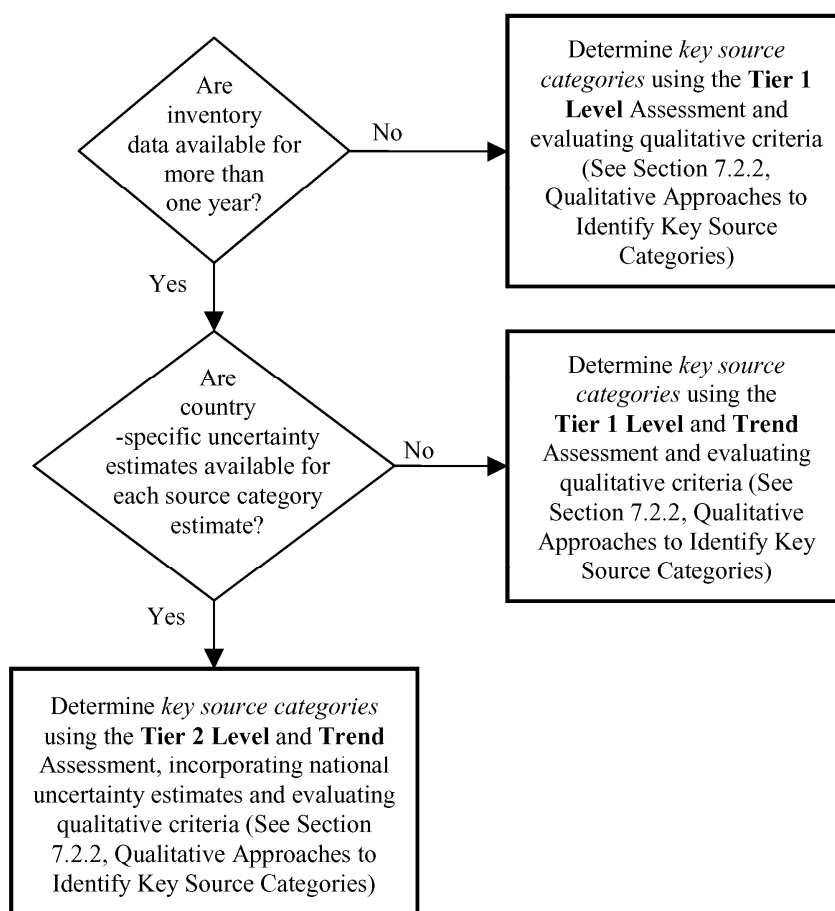 Are
inventory
data available for
more than
one year?
No
Determine key source
categories using the Tier 1
Level Assessment and
evaluating qualitative criteria
(See Section 7.2.2,
Qualitative Approaches to
Identify Key Source
Categories)
Yes
Are
country
-specific uncertainty
estimates available for
each source category
estimate?
No
Determine key source
categories using the
Tier 1 Level and Trend
Assessment and evaluating
qualitative criteria (See
Section 7.2.2, Qualitative
Approaches to Identify Key
Source Categories)
Yes
Determine key source categories
using the Tier 2 Level and Trend
Assessment, incorporating national
uncertainty estimates and evaluating
qualitative criteria (See Section
7.2.2, Qualitative Approaches to
Identify Key Source Categories)